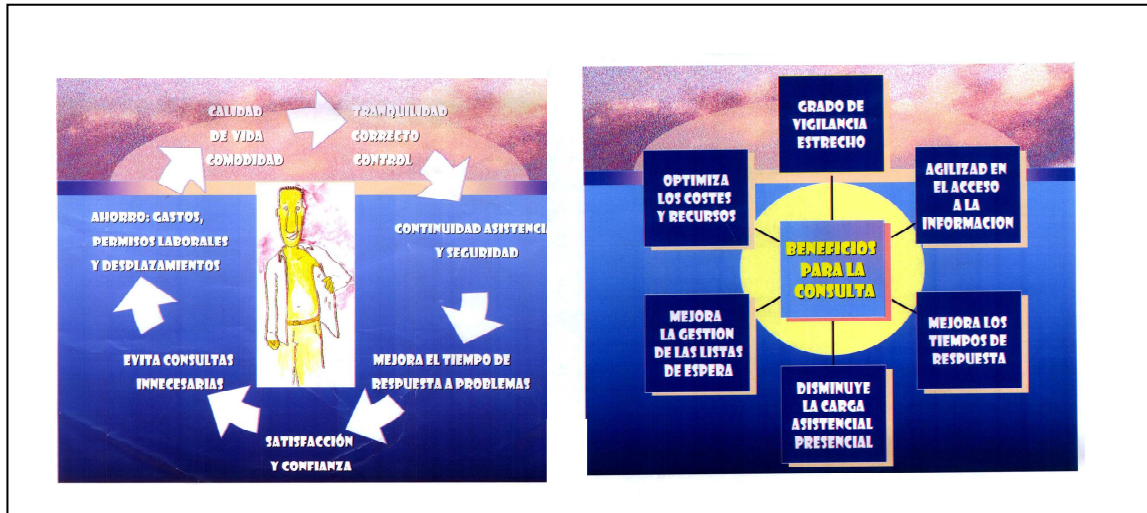 CALIDAD
DE VIDA
COMODIDAD
TRANQUILIDAD
CORRECTO
CONTROL
CONTINUIDAD ASISTENCIA
Y SEGURIDAD
MEJORA EL TIEMPO DE
RESPUESTA A PROBLEMAS
SATISFACCIÓN
Y CONFIANZA
EVITA CONSULTAS
INNECESARIAS
AHORRO: GASTOS,
PERMISOS LABORALES
Y DESPLAZAMIENTOS
GRADO DE
VIGILANCIA
ESTRECHO
AGILIZAD EN
EL ACCESO
A LA
INFORMACION
MEJORA LOS
TIEMPOS DE
RESPUESTA
DISMINUYE
LA CARGA
ASISTENCIAL
PRESENCIAL
MEJORA
LA GESTION
DE LAS LISTAS
DE ESPERA
OPTIMIZA
LOS COSTES
Y RECURSOS
BENEFICIOS
PARA LA
CONSULTA